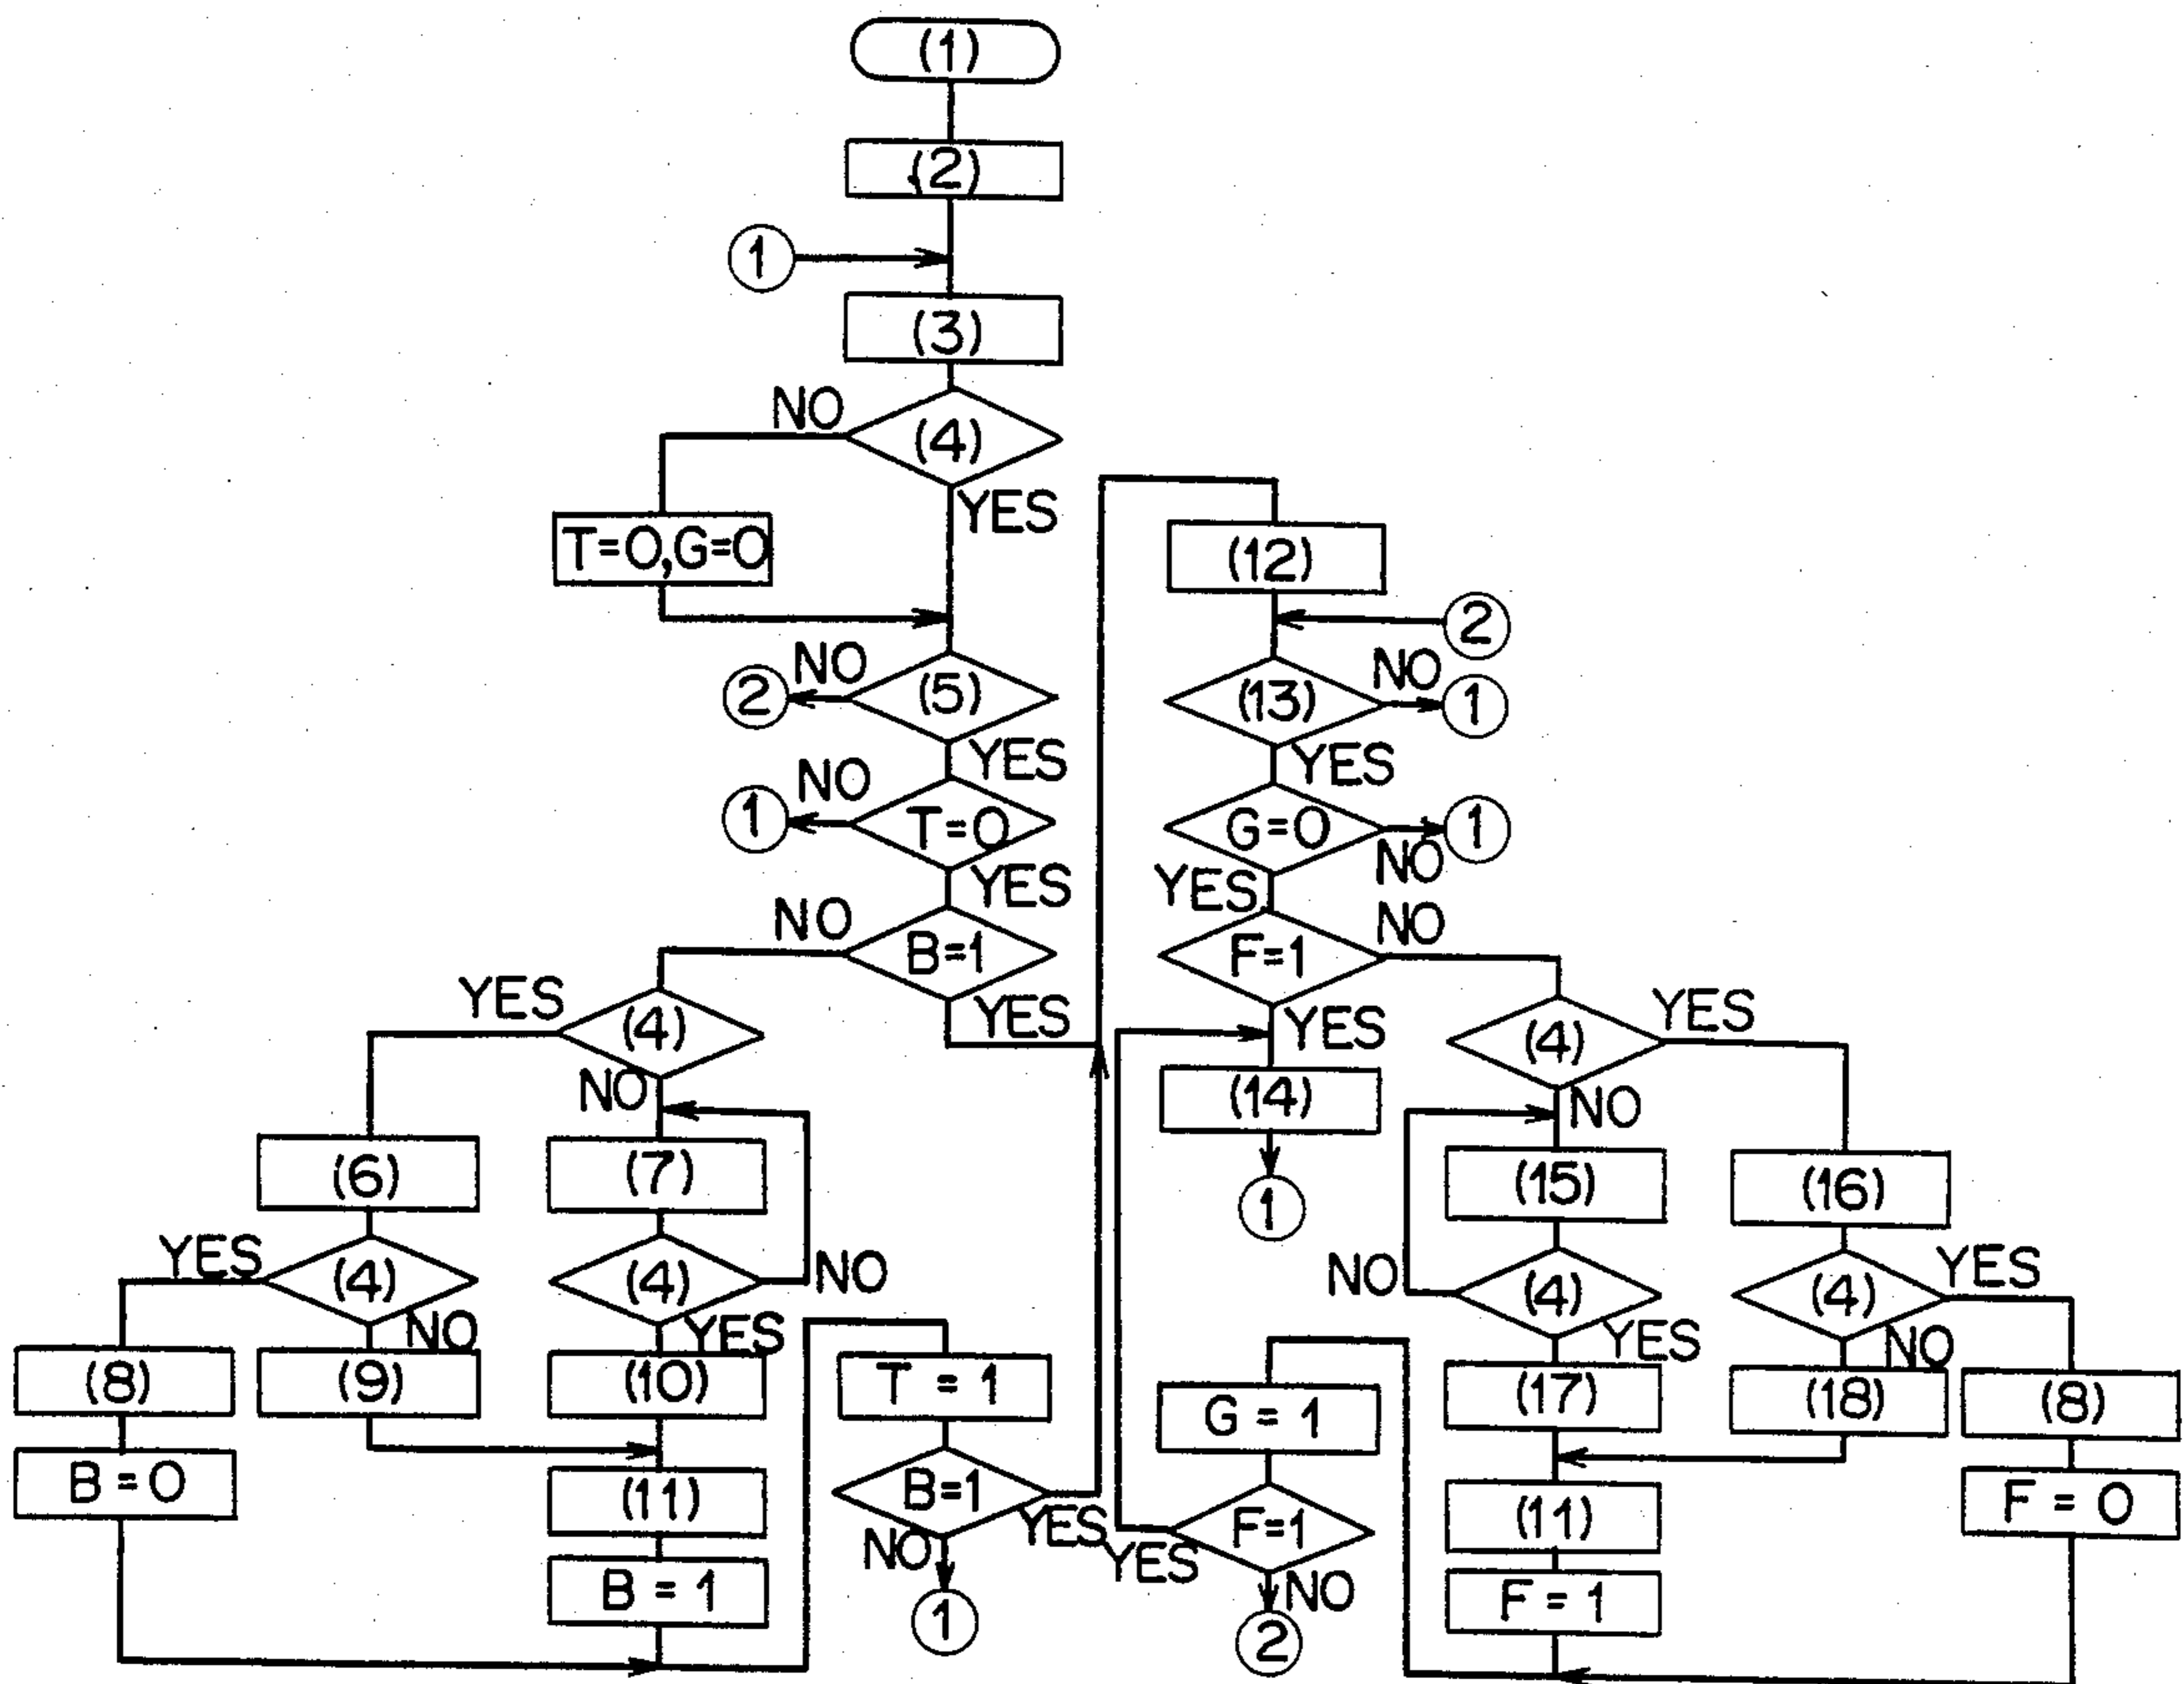 (1)
(2)
①
(3)
NO
(4)
YES
T=0,G=0
NO
②
(5)
YES
NO
①
T=0
YES
NO
B=1
YES
YES
(4)
NO
(6)
(7)
YES
(4)
NO
(4)
NO
YES
(8)
(9)
(10)
B=0
(11)
B = 1
T = 1
B=1
YES
NO
①
(12)
②
(13)
NO
①
YES
G=0
①
NO
YES
F=1
NO
YES
(14)
①
(4)
YES
NO
(15)
(16)
NO
(4)
YES
(4)
YES
NO
(17)
(18)
(8)
(11)
F = 0
F = 1
G = 1
F=1
YES
NO
②